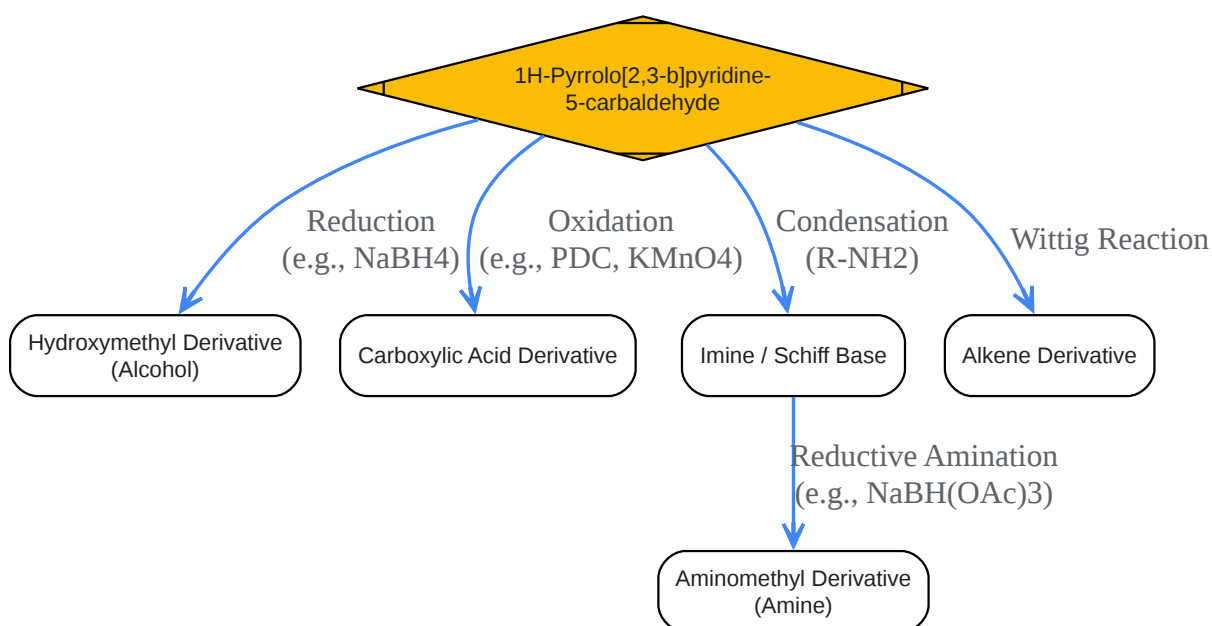 1H-Pyrrolo[2,3-b]pyridine-
5-carbaldehyde
Reduction
(e.g., NaBH4)
Oxidation
(e.g., PDC, KMnO4)
Condensation
(R-NH2)
Wittig Reaction
Hydroxymethyl Derivative
(Alcohol)
Carboxylic Acid Derivative
Imine / Schiff Base
Alkene Derivative
Reductive Amination
(e.g., NaBH(OAc)3)
Aminomethyl Derivative
(Amine)